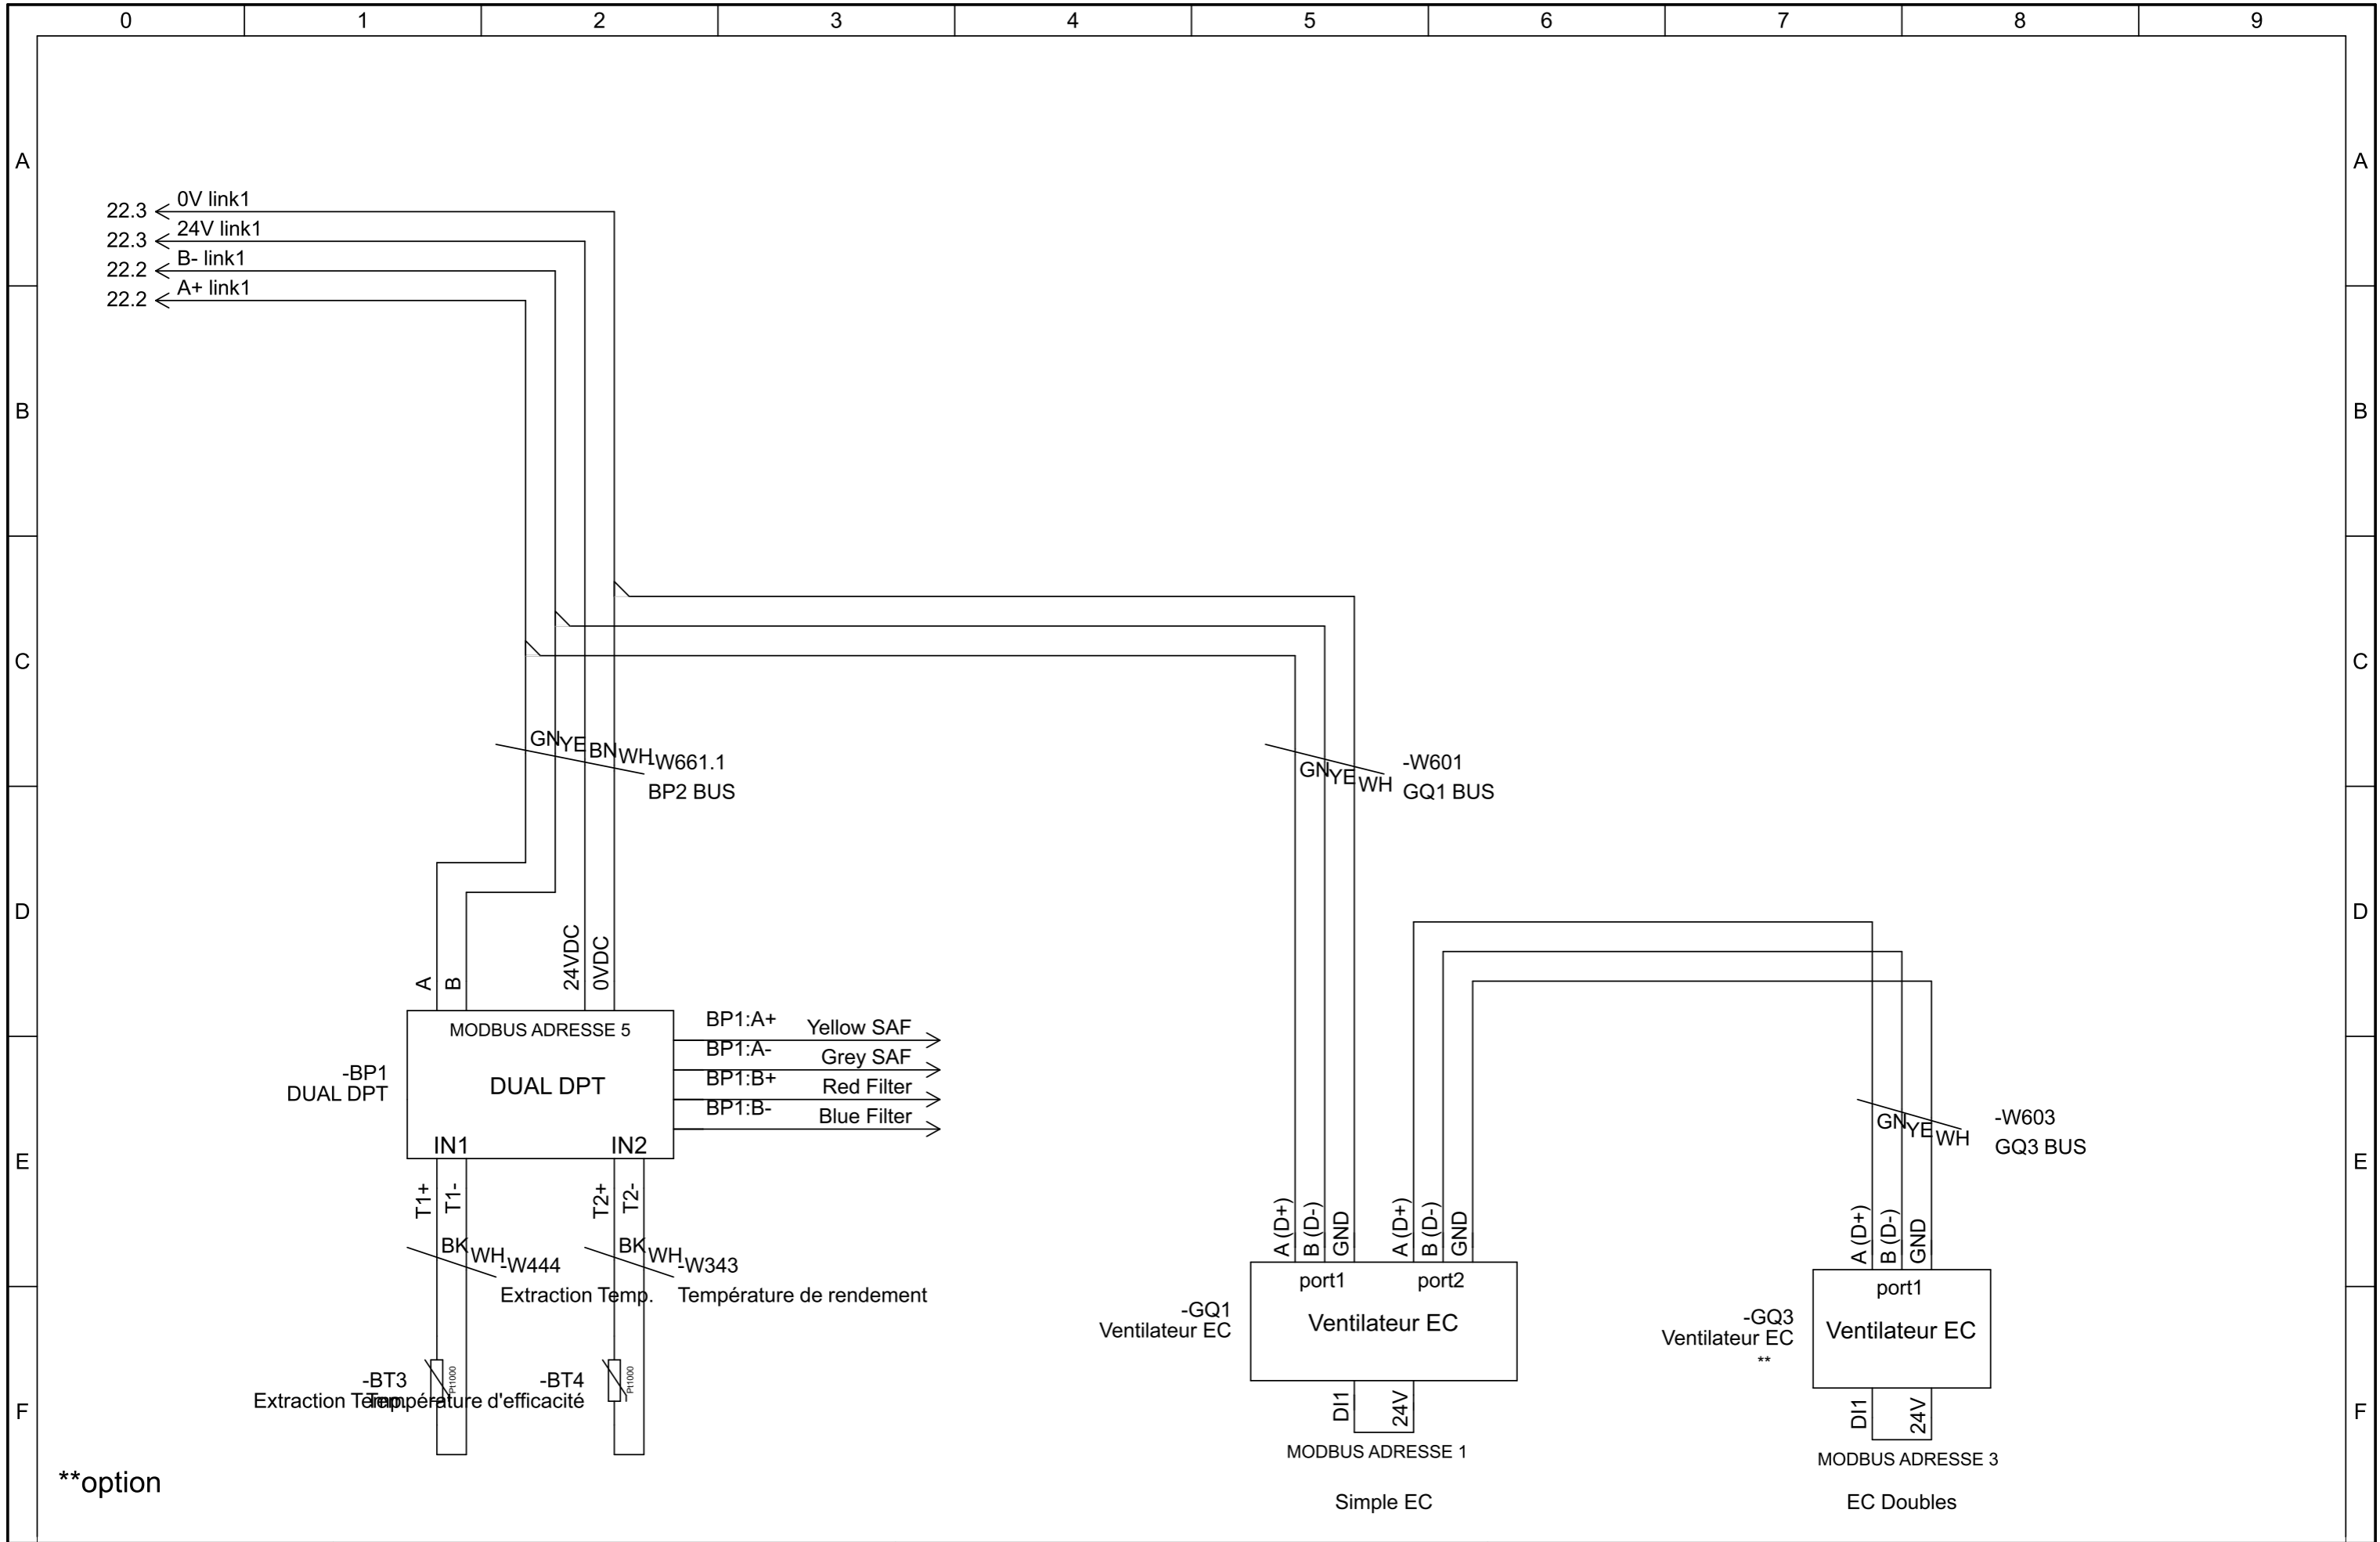 0 1 2 3 4 5 6 7 8 9
A A
22.3 0V link1
22.3 24V link1
22.2 B- link1
22.2 A+ link1
B B
C C
GN YE BN WH -W661.1
BP2 BUS
GN YE WH -W601
GQ1 BUS
D D
A B 24VDC 0VDC
MODBUS ADRESSE 5
-BP1
DUAL DPT
DUAL DPT
IN1 IN2
BP1:A+ Yellow SAF
BP1:A- Grey SAF
BP1:B+ Red Filter
BP1:B- Blue Filter
GN YE WH -W603
GQ3 BUS
E E
T1+ T1- T2+ T2-
BK WH -W444
Extraction Temp.
BK WH -W343
Température de rendement
A (D+) B (D-) GND A (D+) B (D-) GND
port1 port2
-GQ1
Ventilateur EC
Ventilateur EC
A (D+) B (D-) GND
port1
-GQ3
Ventilateur EC
**
Ventilateur EC
-BT3
Extraction Temp.
Pt1000
-BT4
Température d'efficacité
Pt1000
F F
DI1 24V
MODBUS ADRESSE 1
Simple EC
DI1 24V
MODBUS ADRESSE 3
EC Doubles
**option